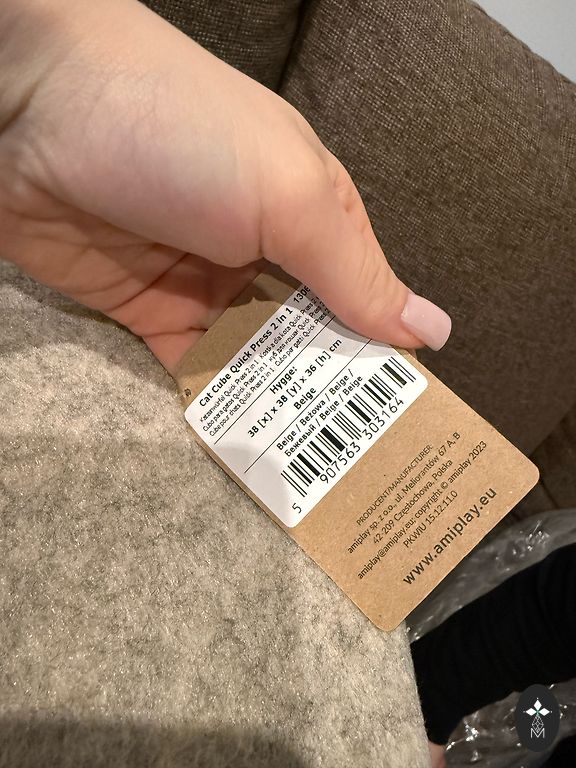 Cat Cube Quick Press 2 in 1
Hygge:
38 [x] x 38 [y] x 36 [h] cm
Beige
Beige / Beżowa / Beige /
Бежевый / Beige / Beige
5 907563 303164
PRODUCENT/MANUFACTURER:
amiplay sp. z o.o., ul. Meliorantów 67 A, B
42-209 Częstochowa, Polska
amiplay@amiplay.eu; copyright © amiplay 2023
PKWIU 15.12.11.0
www.amiplay.eu
M